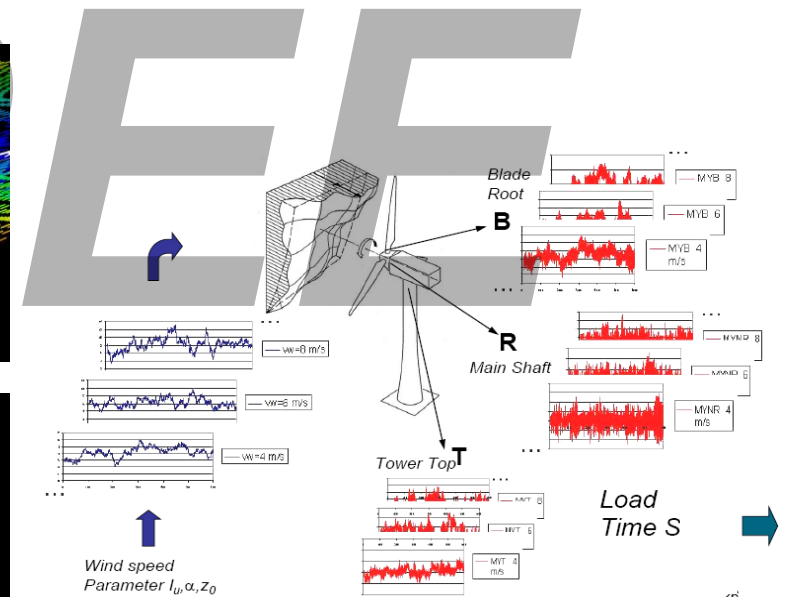 EE
Blade
Root
B
MYB 8
MYB 6
MYB 4
m/s
...
vw=8 m/s
vw=6 m/s
vw=4 m/s
R
Main Shaft
MYNR 8
MYNR 6
MYNR 4
m/s
T
Tower Top
MYT 8
MYT 6
MYT 4
m/s
Load
Time S
Wind speed
Parameter Iu,α,z0